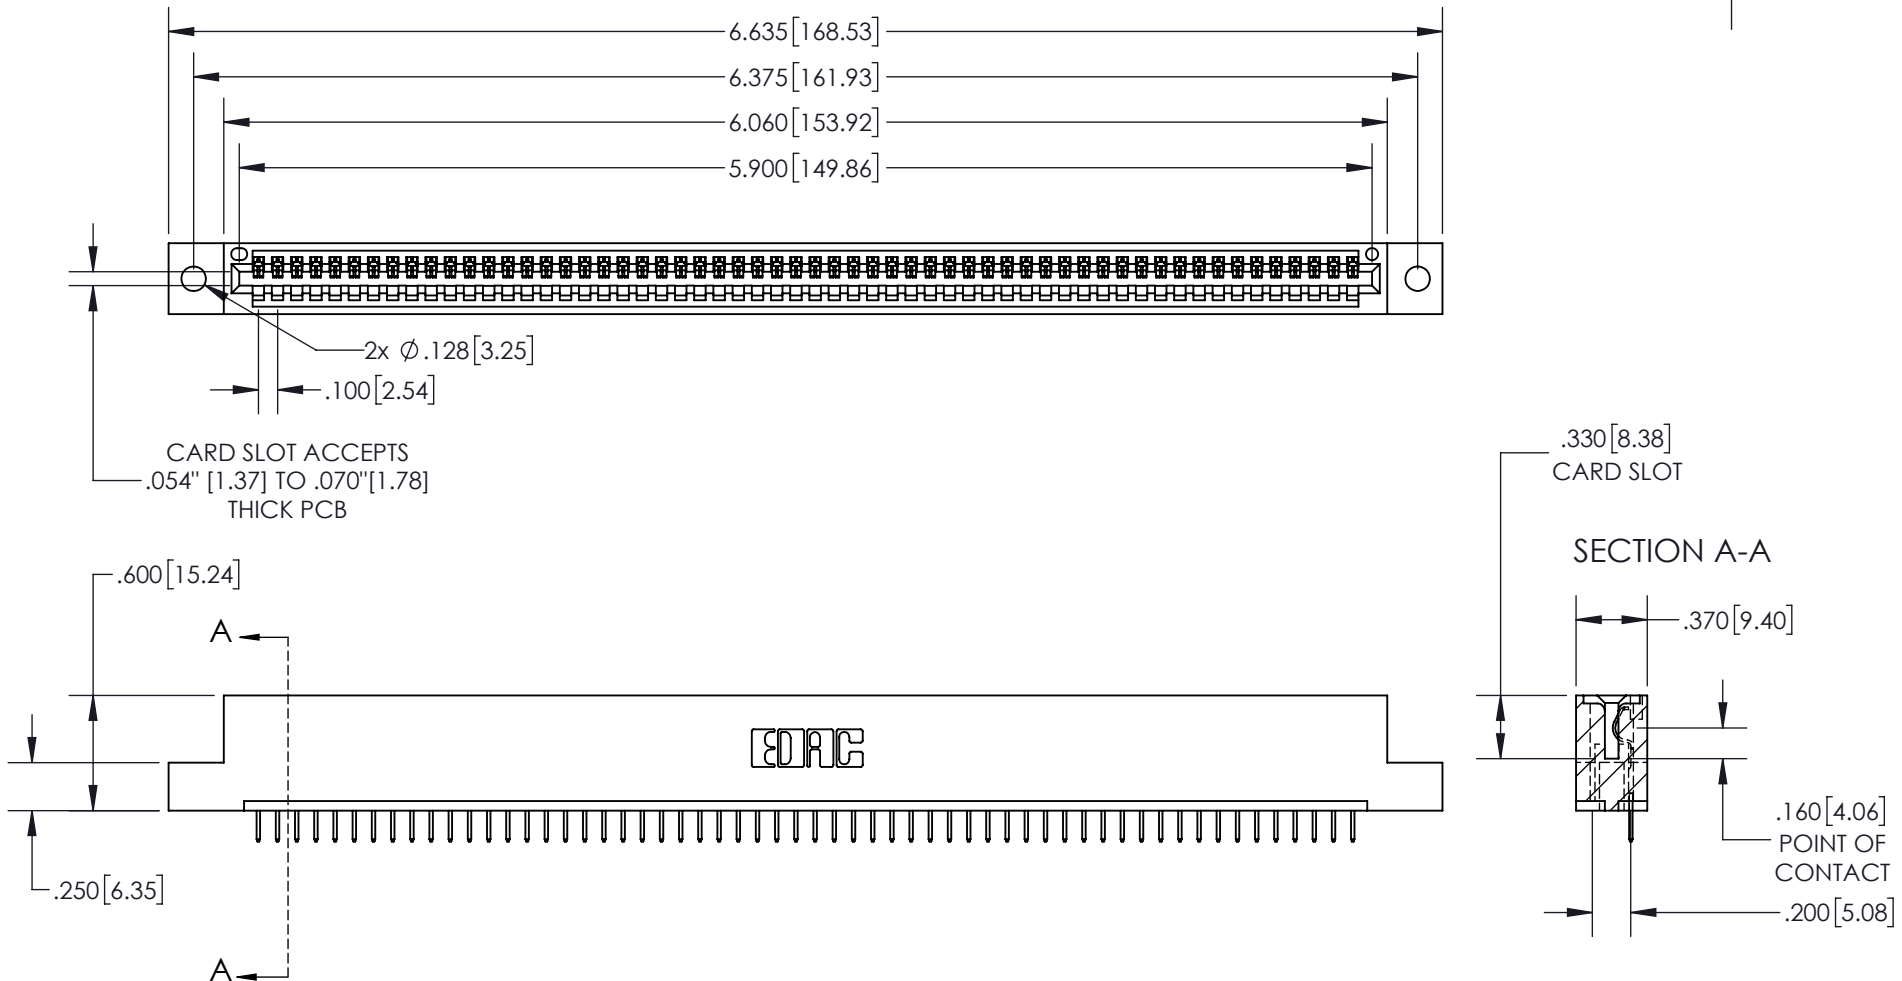 6.635[168.53]
6.375[161.93]
6.060[153.92]
5.900[149.86]
2x Ø.128[3.25]
.100[2.54]
CARD SLOT ACCEPTS
.054" [1.37] TO .070"[1.78]
THICK PCB
.330[8.38]
CARD SLOT
SECTION A-A
.600[15.24]
.370[9.40]
A
EDAC
.160[4.06]
POINT OF
CONTACT
.250[6.35]
.200[5.08]
A